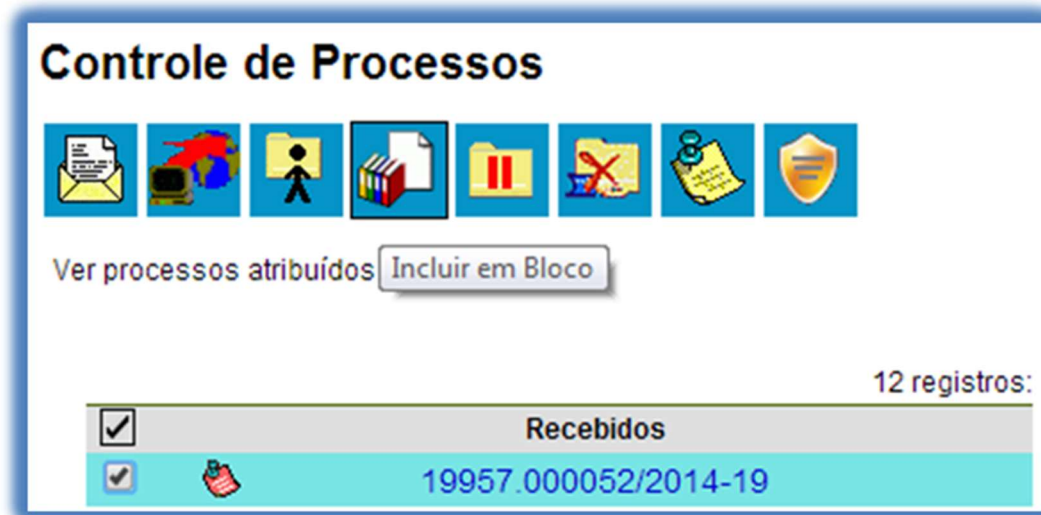 Controle de Processos
Ver processos atribuídos
Incluir em Bloco
12 registros:
Recebidos
19957.000052/2014-19